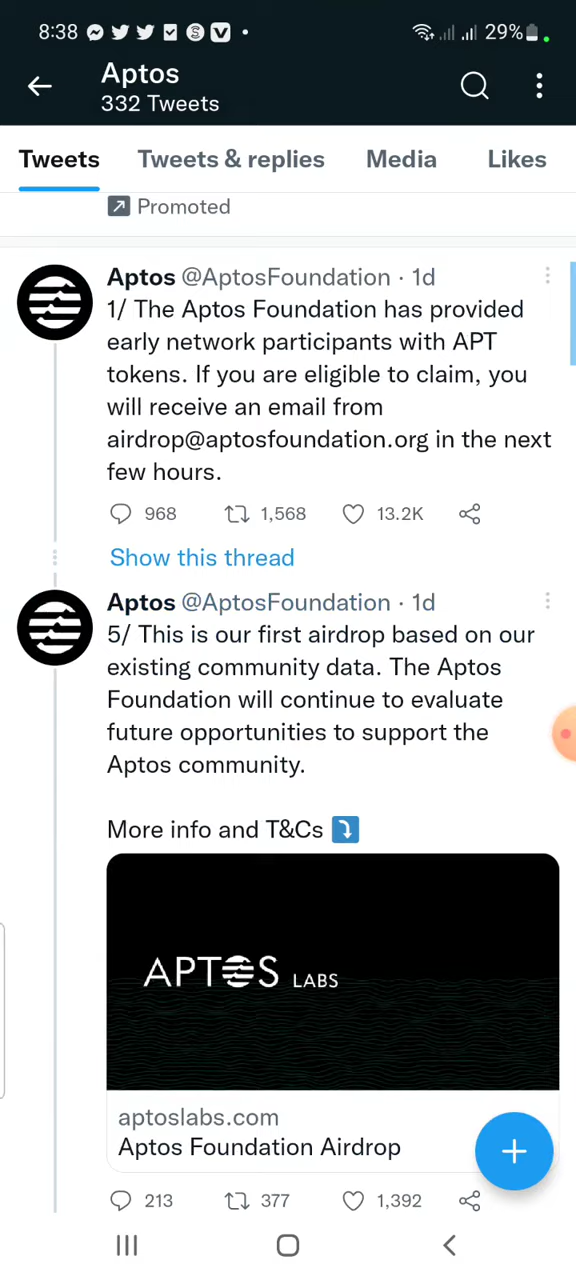 8:38
29%
Aptos
332 Tweets
Tweets
Tweets & replies
Media
Likes
Promoted
Aptos @AptosFoundation · 1d
1/ The Aptos Foundation has provided
early network participants with APT
tokens. If you are eligible to claim, you
will receive an email from
airdrop@aptosfoundation.org in the next
few hours.
968
1,568
13.2K
Show this thread
Aptos @AptosFoundation · 1d
5/ This is our first airdrop based on our
existing community data. The Aptos
Foundation will continue to evaluate
future opportunities to support the
Aptos community.
More info and T&Cs ⤵️
APTOS LABS
aptoslabs.com
Aptos Foundation Airdrop
213
377
1,392